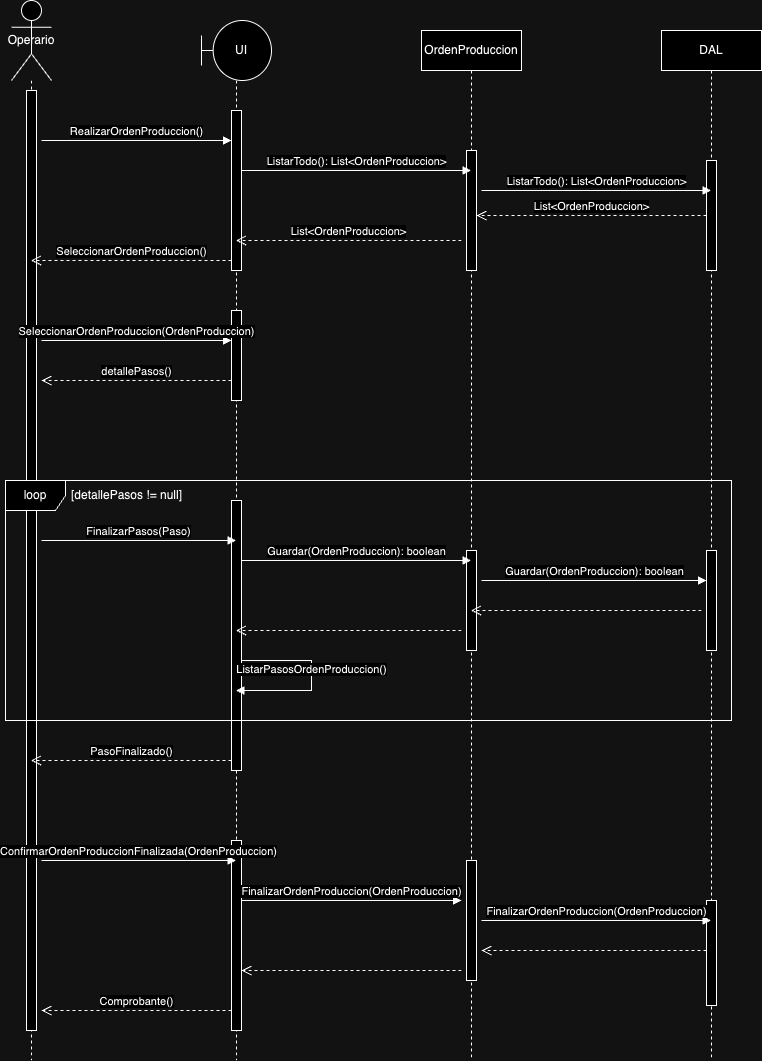 Operario
UI
OrdenProduccion
DAL
RealizarOrdenProduccion()
ListarTodo(): List<OrdenProduccion>
ListarTodo(): List<OrdenProduccion>
List<OrdenProduccion>
List<OrdenProduccion>
SeleccionarOrdenProduccion()
SeleccionarOrdenProduccion(OrdenProduccion)
detallePasos()
loop
[detallePasos != null]
FinalizarPasos(Paso)
Guardar(OrdenProduccion): boolean
Guardar(OrdenProduccion): boolean
ListarPasosOrdenProduccion()
PasoFinalizado()
ConfirmarOrdenProduccionFinalizada(OrdenProduccion)
FinalizarOrdenProduccion(OrdenProduccion)
FinalizarOrdenProduccion(OrdenProduccion)
Comprobante()